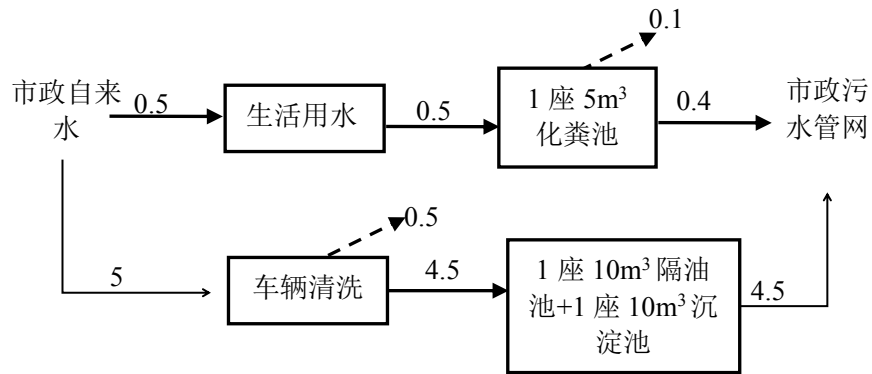 0.1
市政自来
水
0.5
生活用水
0.5
1 座 5m³
化粪池
0.4
市政污
水管网
0.5
5
车辆清洗
4.5
1 座 10m³ 隔油
池+1 座 10m³ 沉
淀池
4.5